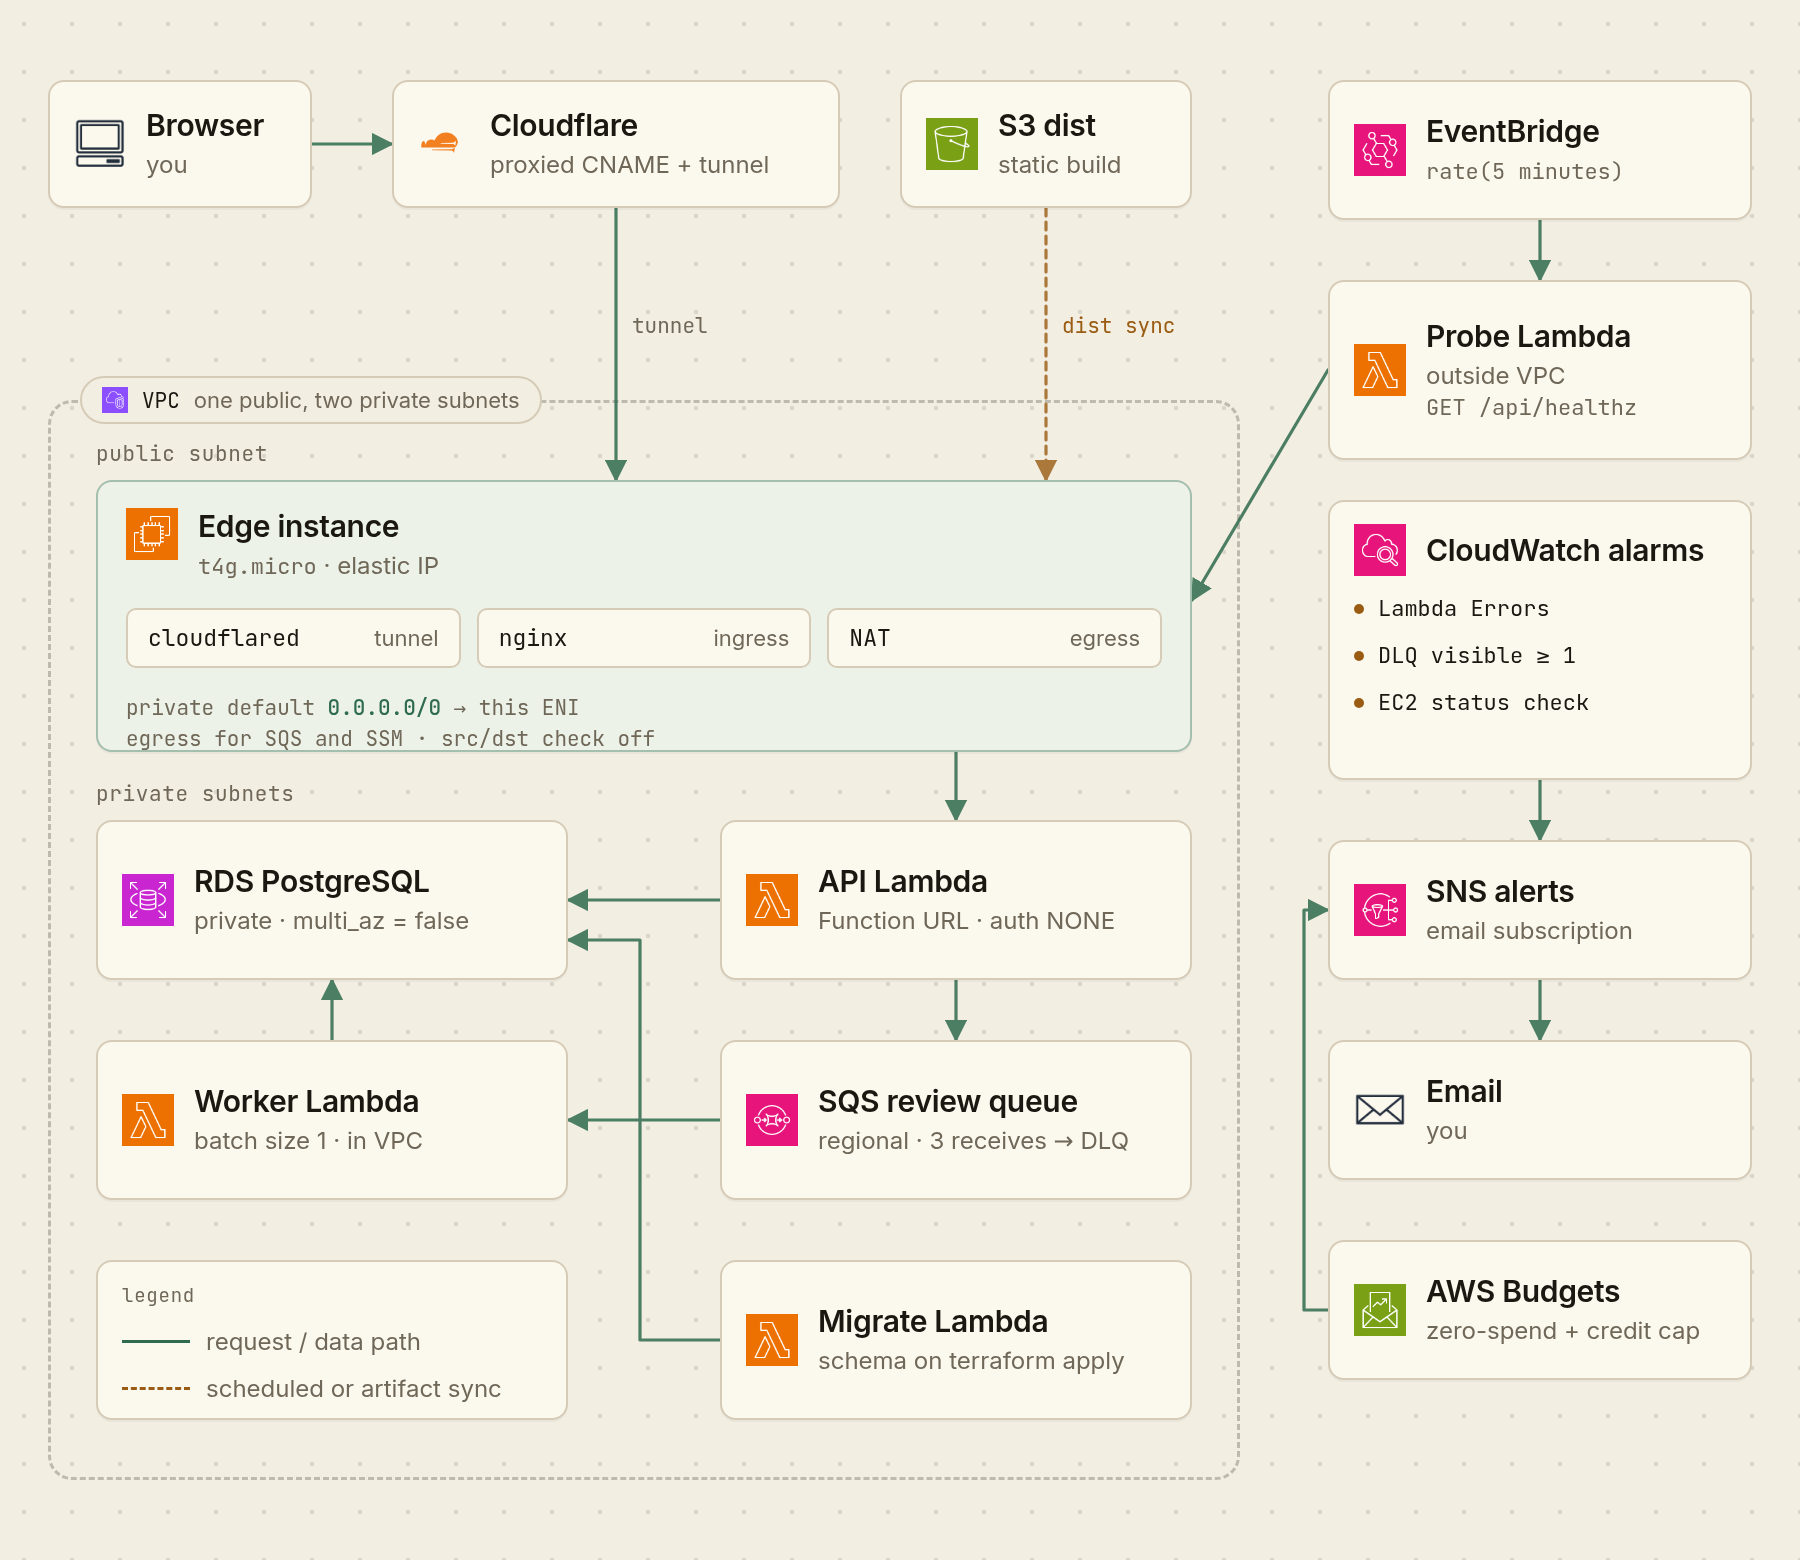 Browser
you
Cloudflare
proxied CNAME + tunnel
S3 dist
static build
EventBridge
rate(5 minutes)
tunnel
dist sync
Probe Lambda
outside VPC
GET /api/healthz
VPC one public, two private subnets
public subnet
Edge instance
t4g.micro · elastic IP
cloudflared tunnel
nginx ingress
NAT egress
private default 0.0.0.0/0 → this ENI
egress for SQS and SSM · src/dst check off
CloudWatch alarms
Lambda Errors
DLQ visible ≥ 1
EC2 status check
private subnets
RDS PostgreSQL
private · multi_az = false
API Lambda
Function URL · auth NONE
SNS alerts
email subscription
Worker Lambda
batch size 1 · in VPC
SQS review queue
regional · 3 receives → DLQ
Email
you
legend
request / data path
scheduled or artifact sync
Migrate Lambda
schema on terraform apply
AWS Budgets
zero-spend + credit cap